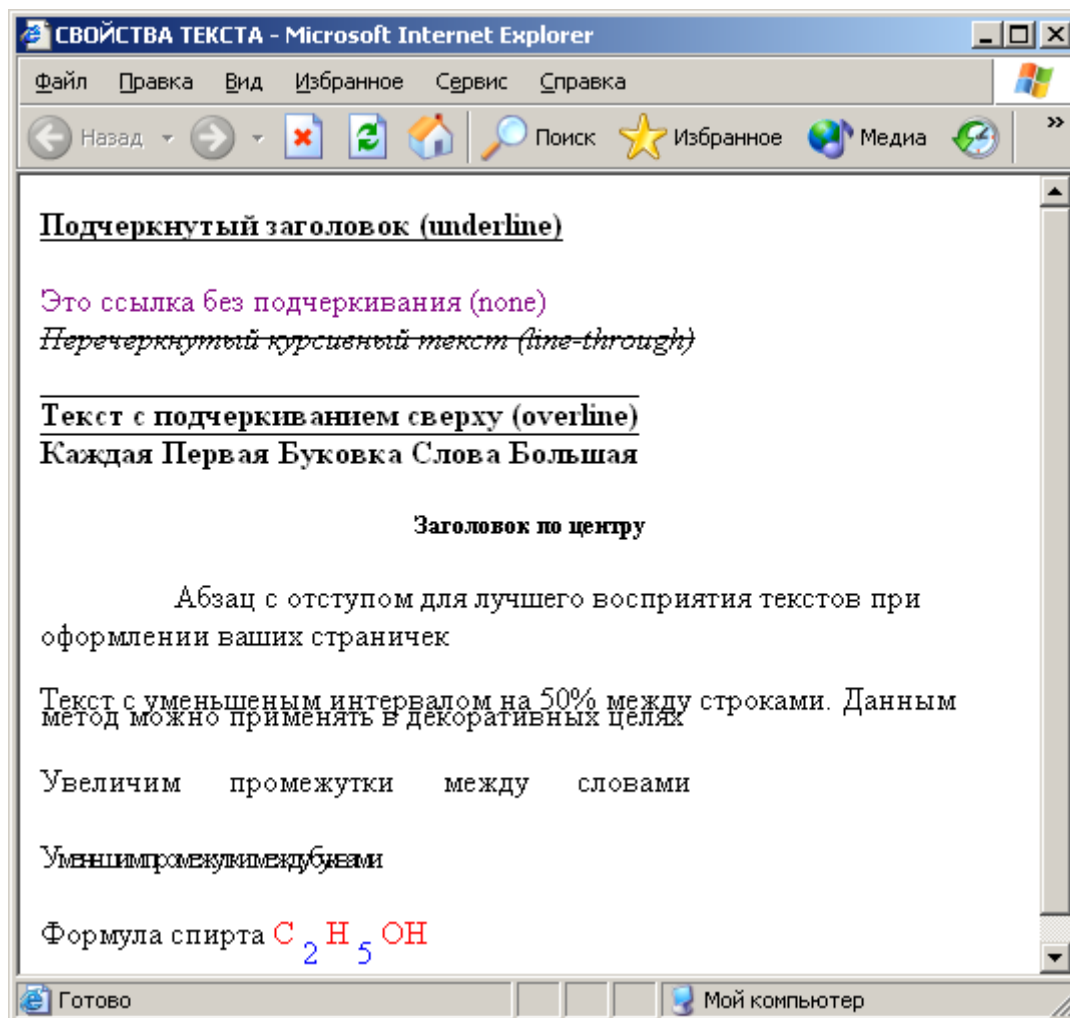 СВОЙСТВА ТЕКСТА - Microsoft Internet Explorer
Файл Правка Вид Избранное Сервис Справка
Назад Поиск Избранное Медиа »
Подчеркнутый заголовок (underline)
Это ссылка без подчеркивания (none)
Перечеркнутый курсивный текст (line-through)
Текст с подчеркиванием сверху (overline)
Каждая Первая Буковка Слова Большая
Заголовок по центру
Абзац с отступом для лучшего восприятия текстов при
оформлении ваших страничек
Текст с уменьшеным интервалом на 50% между строками. Данным
метод можно применять в декоративных целях
Увеличим промежутки между словами
Уменьшим промежутки между буквами
Формула спирта C 2 H 5 OH
Готово Мой компьютер